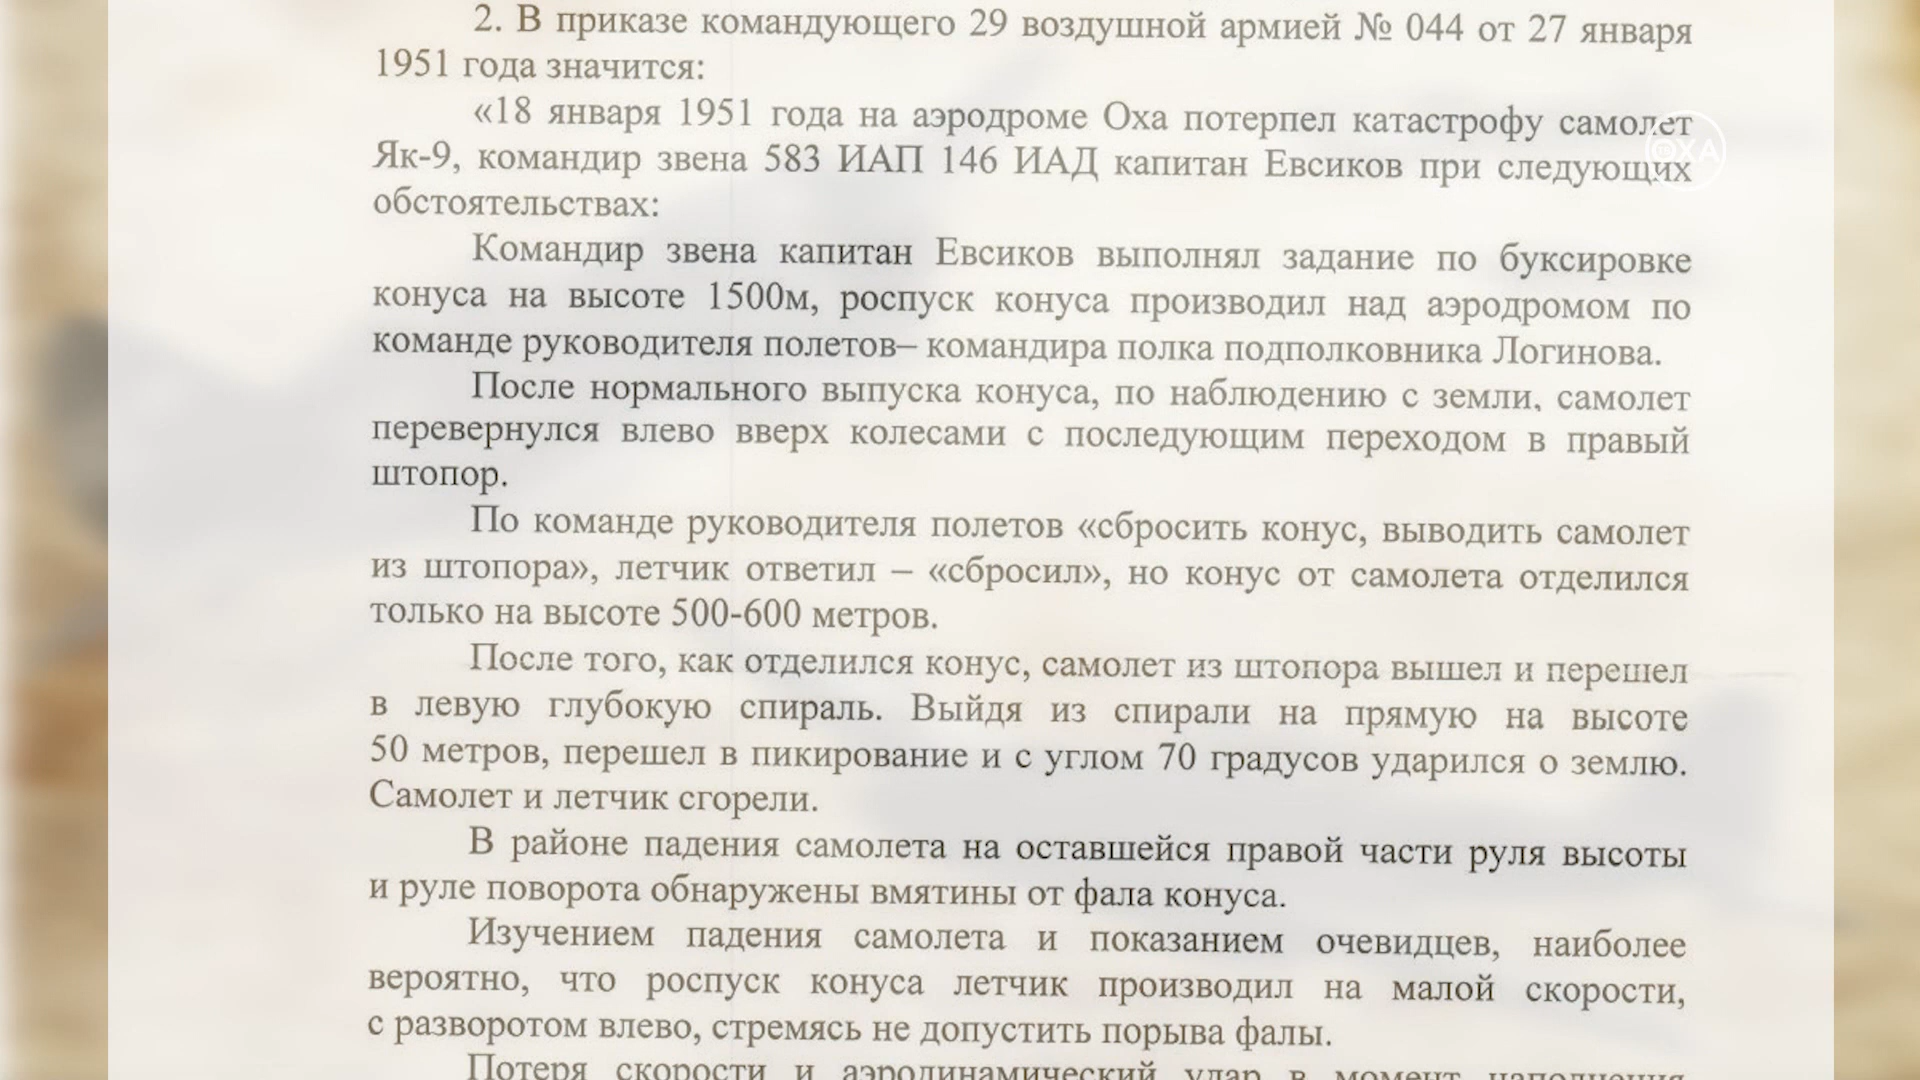 2. В приказе командующего 29 воздушной армией № 044 от 27 января
1951 года значится:
«18 января 1951 года на аэродроме Оха потерпел катастрофу самолет
Як-9, командир звена 583 ИАП 146 ИАД капитан Евсиков при следующих
обстоятельствах:
Командир звена капитан Евсиков выполнял задание по буксировке
конуса на высоте 1500м, роспуск конуса производил над аэродромом по
команде руководителя полетов– командира полка подполковника Логинова.
После нормального выпуска конуса, по наблюдению с земли, самолет
перевернулся влево вверх колесами с последующим переходом в правый
штопор.
По команде руководителя полетов «сбросить конус, выводить самолет
из штопора», летчик ответил – «сбросил», но конус от самолета отделился
только на высоте 500-600 метров.
После того, как отделился конус, самолет из штопора вышел и перешел
в левую глубокую спираль. Выйдя из спирали на прямую на высоте
50 метров, перешел в пикирование и с углом 70 градусов ударился о землю.
Самолет и летчик сгорели.
В районе падения самолета на оставшейся правой части руля высоты
и руле поворота обнаружены вмятины от фала конуса.
Изучением падения самолета и показанием очевидцев, наиболее
вероятно, что роспуск конуса летчик производил на малой скорости,
с разворотом влево, стремясь не допустить порыва фалы.
Потеря скорости и аэродинамический удар в момент наполнения
ОХА